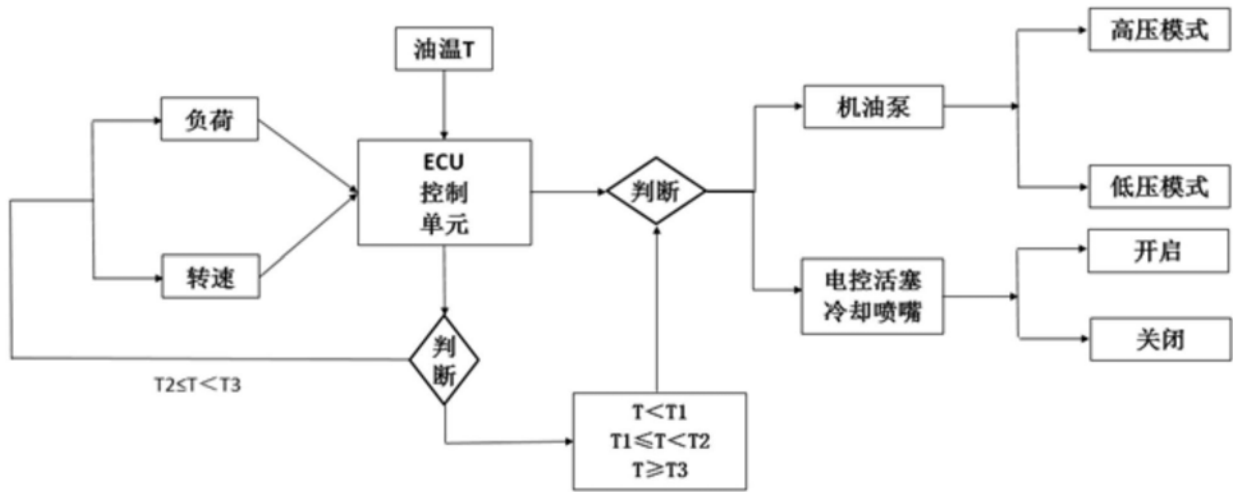 油温T
高压模式
负荷
机油泵
ECU
控制
单元
判断
低压模式
转速
电控活塞
冷却喷嘴
开启
关闭
判
断
T2≤T＜T3
T＜T1
T1≤T＜T2
T≥T3